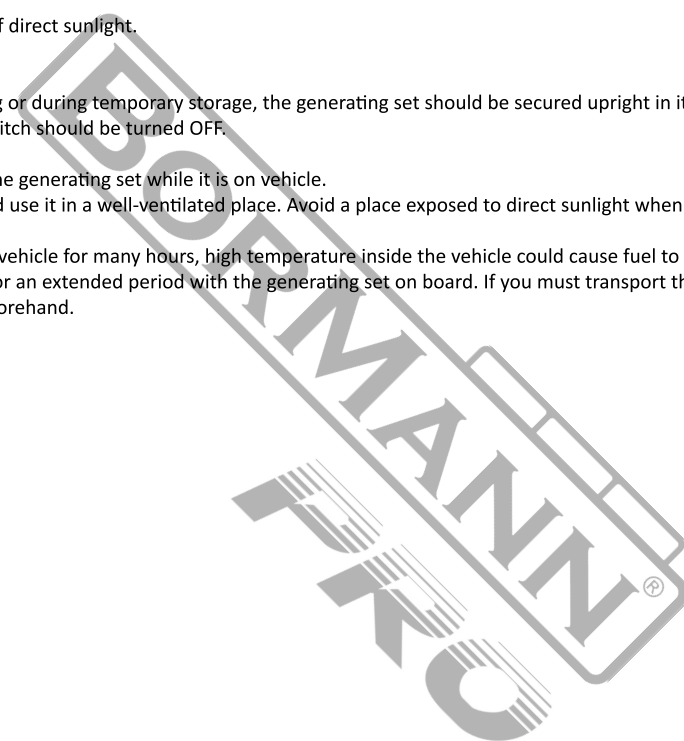 f direct sunlight.
g or during temporary storage, the generating set should be secured upright in it
itch should be turned OFF.
he generating set while it is on vehicle.
d use it in a well-ventilated place. Avoid a place exposed to direct sunlight when
vehicle for many hours, high temperature inside the vehicle could cause fuel to
or an extended period with the generating set on board. If you must transport th
orehand.
BORMANN®
PRO